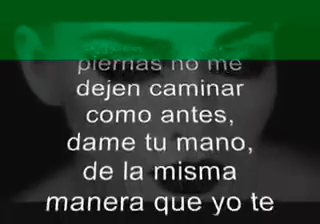 piernas no me
dejen caminar
como antes,
dame tu mano,
de la misma
manera que yo te